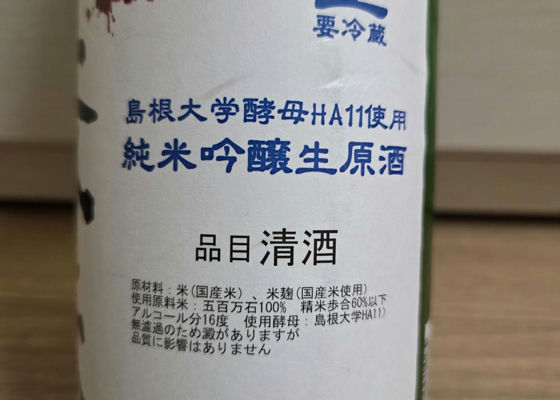 要冷蔵
島根大学酵母HA11使用
純米吟醸生原酒
品目 清酒
原材料：米(国産米)、米麹(国産米使用)
使用原料米：五百万石100% 精米歩合60%以下
アルコール分16度 使用酵母：島根大学HA11)
無濾過のため澱がありますが
品質に影響はありません